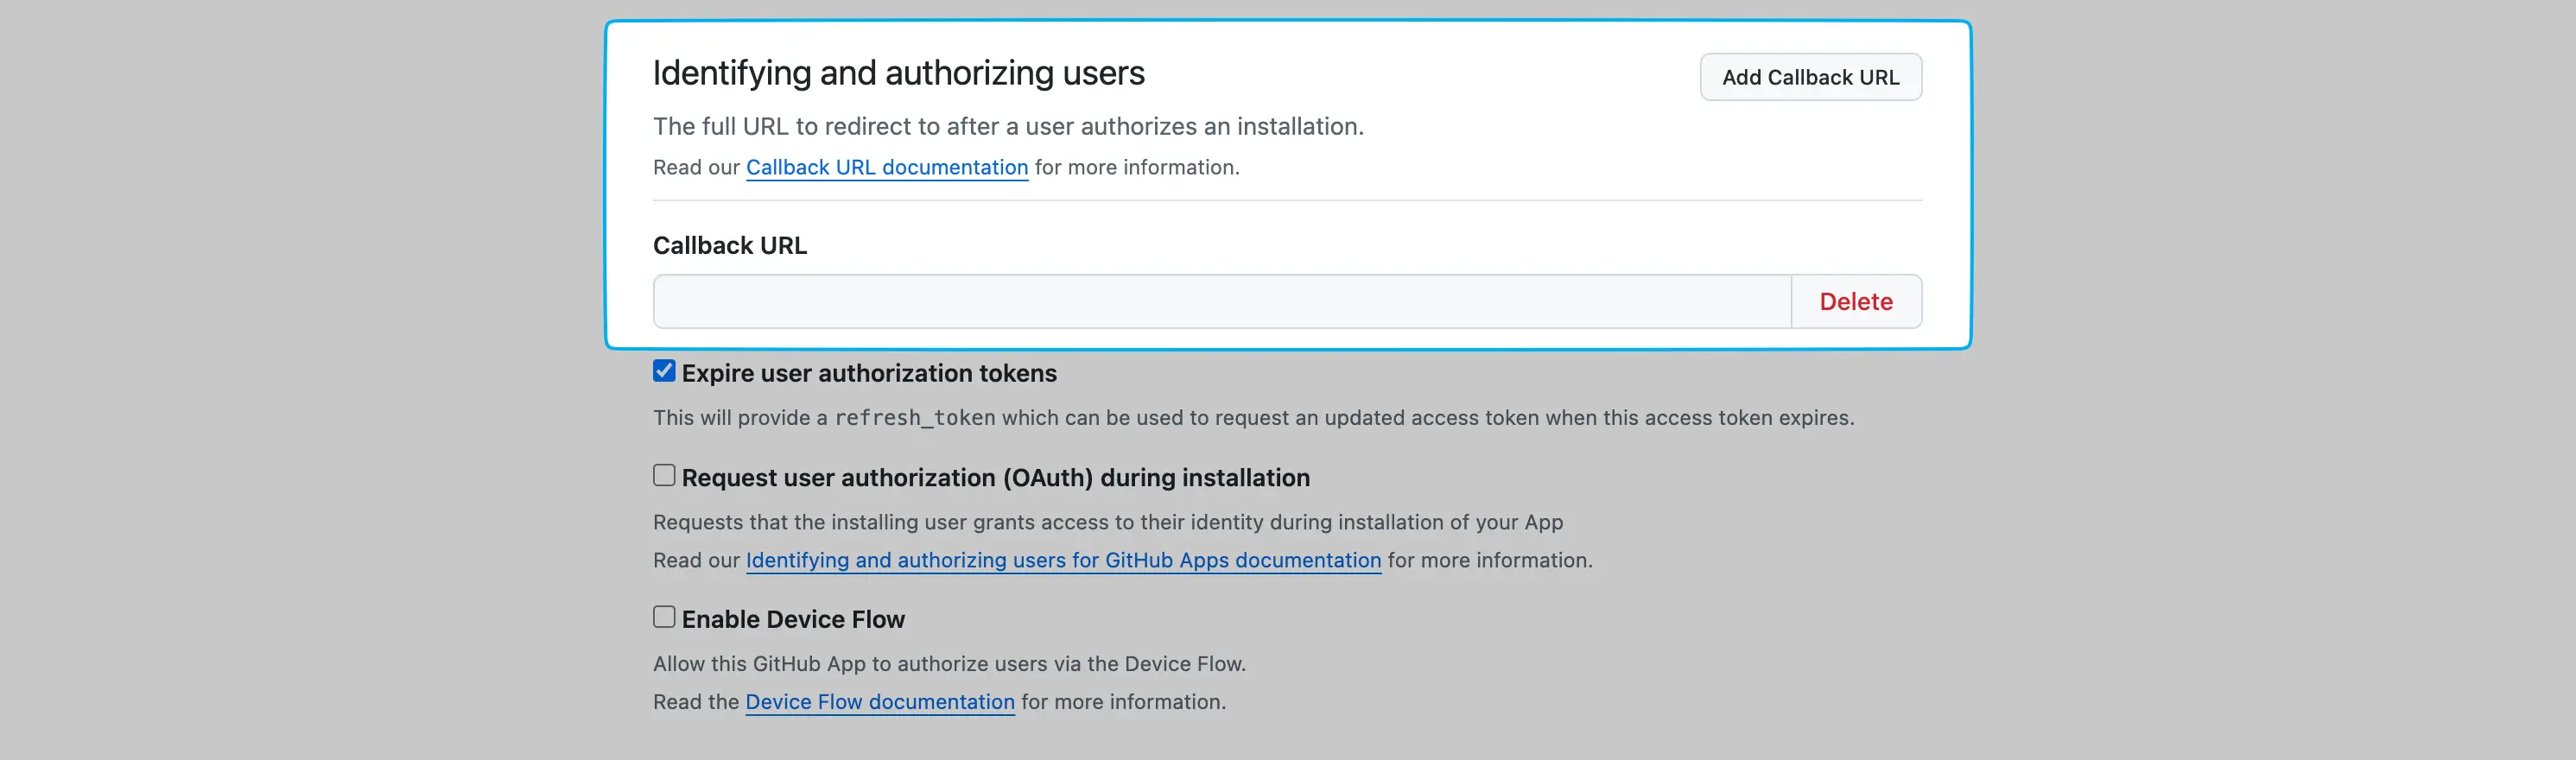 Identifying and authorizing users
Add Callback URL
The full URL to redirect to after a user authorizes an installation.
Read our Callback URL documentation for more information.
Callback URL
Delete
Expire user authorization tokens
This will provide a refresh_token which can be used to request an updated access token when this access token expires.
Request user authorization (OAuth) during installation
Requests that the installing user grants access to their identity during installation of your App
Read our Identifying and authorizing users for GitHub Apps documentation for more information.
Enable Device Flow
Allow this GitHub App to authorize users via the Device Flow.
Read the Device Flow documentation for more information.